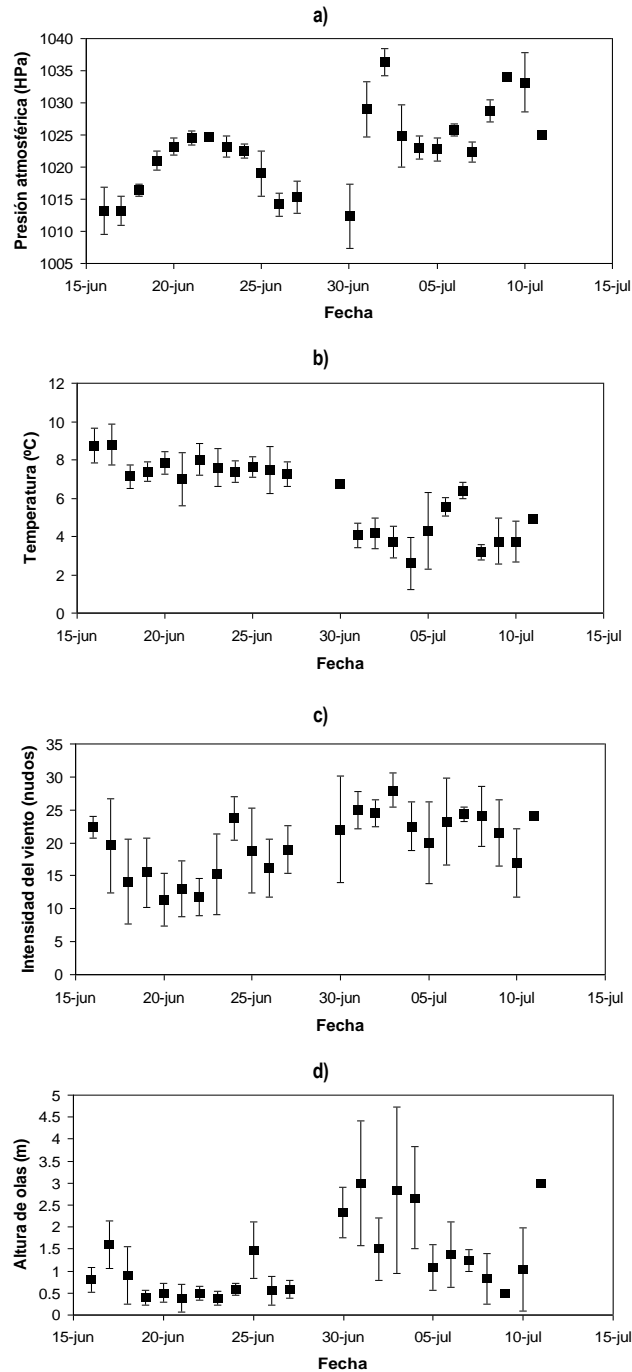 a)
Presión atmosférica (HPa)
1040
1035
1030
1025
1020
1015
1010
1005
15-jun 20-jun 25-jun 30-jun 05-jul 10-jul 15-jul
Fecha
b)
Temperatura (ºC)
12
10
8
6
4
2
0
15-jun 20-jun 25-jun 30-jun 05-jul 10-jul 15-jul
Fecha
c)
Intensidad del viento (nudos)
35
30
25
20
15
10
5
0
15-jun 20-jun 25-jun 30-jun 05-jul 10-jul 15-jul
Fecha
d)
Altura de olas (m)
5
4.5
4
3.5
3
2.5
2
1.5
1
0.5
0
15-jun 20-jun 25-jun 30-jun 05-jul 10-jul 15-jul
Fecha